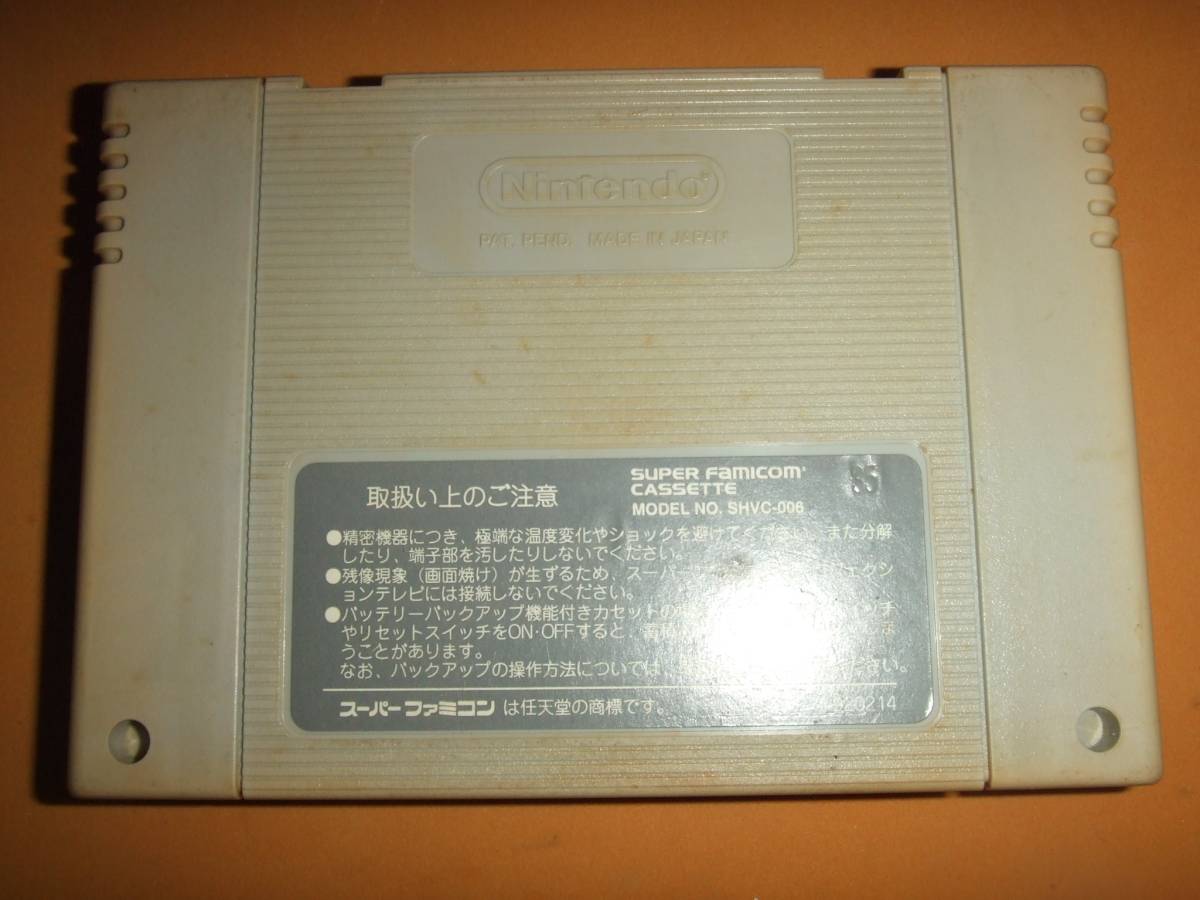 Nintendo
PAT. PEND. MADE IN JAPAN
取扱い上のご注意
SUPER FAMICOM
CASSETTE
MODEL NO. SHVC-006
●精密機器につき、極端な温度変化やショックを避けてください また分解
したり、端子部を汚したりしないでください。
●残像現象(画面焼け)が生ずるため、スーパー
ョンテレビには接続しないでください。
●バッテリーバックアップ機能付きカセットの
やリセットスイッチをON·OFFすると、蓄積
うことがあります。
なお、バックアップの操作方法については、 ださい。
スーパーファミコン は任天堂の商標です。